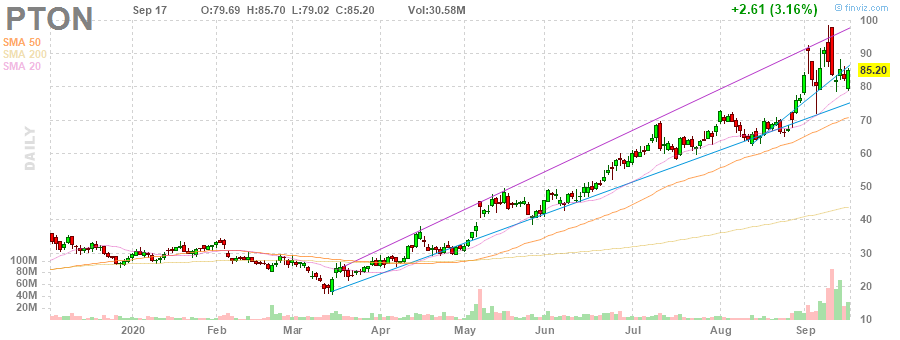 PTON Sep 17 O:79.69 H:85.70 L:79.02 C:85.20 Vol:30.58M +2.61 (3.16%) © finviz.com
SMA 50
SMA 200
SMA 20
DAILY
100
90
85.20
80
70
60
50
40
30
20
10
100M
80M
60M
40M
20M
2020 Feb Mar Apr May Jun Jul Aug Sep